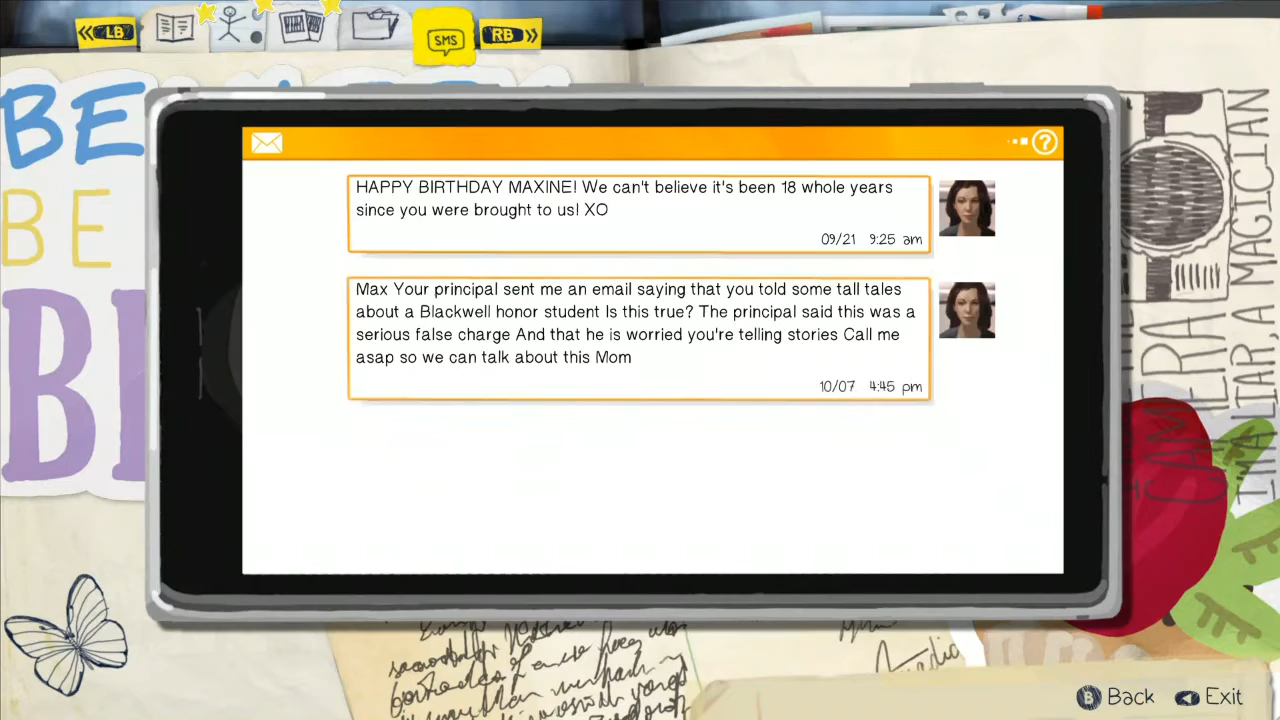 LB
SMS
RB
HAPPY BIRTHDAY MAXINE! We can't believe it's been 18 whole years
since you were brought to us! XO
09/21 9:25 am
Max Your principal sent me an email saying that you told some tall tales
about a Blackwell honor student Is this true? The principal said this was a
serious false charge And that he is worried you're telling stories Call me
asap so we can talk about this Mom
10/07 4:45 pm
?
BE
BE
CAMERA
I'M A LIAR, A MAGICIAN
B Back
Exit